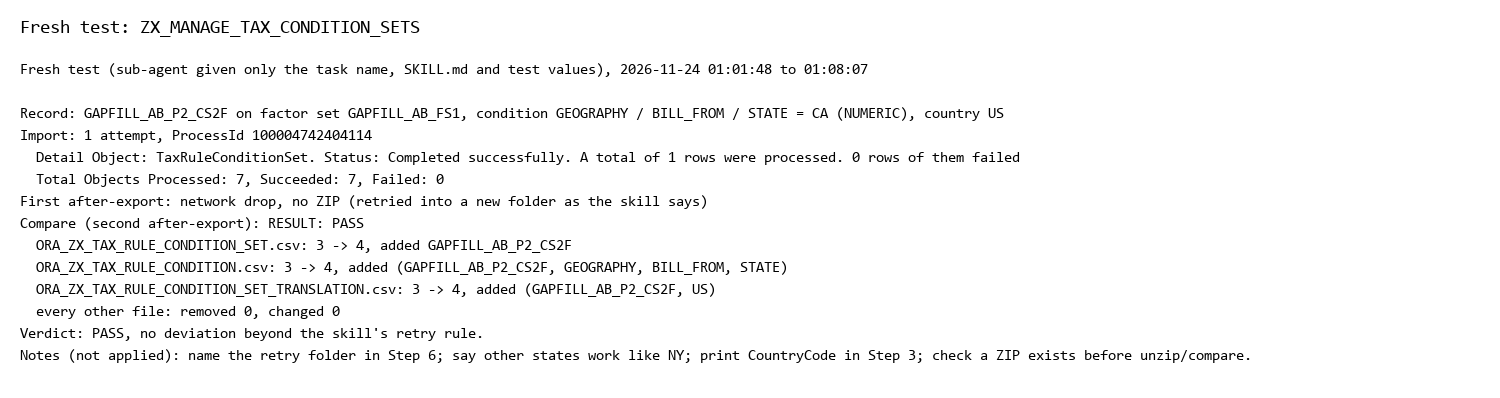 Fresh test: ZX_MANAGE_TAX_CONDITION_SETS
Fresh test (sub-agent given only the task name, SKILL.md and test values), 2026-11-24 01:01:48 to 01:08:07
Record: GAPFILL_AB_P2_CS2F on factor set GAPFILL_AB_FS1, condition GEOGRAPHY / BILL_FROM / STATE = CA (NUMERIC), country US
Import: 1 attempt, ProcessId 100004742404114
Detail Object: TaxRuleConditionSet. Status: Completed successfully. A total of 1 rows were processed. 0 rows of them failed
Total Objects Processed: 7, Succeeded: 7, Failed: 0
First after-export: network drop, no ZIP (retried into a new folder as the skill says)
Compare (second after-export): RESULT: PASS
ORA_ZX_TAX_RULE_CONDITION_SET.csv: 3 -> 4, added GAPFILL_AB_P2_CS2F
ORA_ZX_TAX_RULE_CONDITION.csv: 3 -> 4, added (GAPFILL_AB_P2_CS2F, GEOGRAPHY, BILL_FROM, STATE)
ORA_ZX_TAX_RULE_CONDITION_SET_TRANSLATION.csv: 3 -> 4, added (GAPFILL_AB_P2_CS2F, US)
every other file: removed 0, changed 0
Verdict: PASS, no deviation beyond the skill's retry rule.
Notes (not applied): name the retry folder in Step 6; say other states work like NY; print CountryCode in Step 3; check a ZIP exists before unzip/compare.